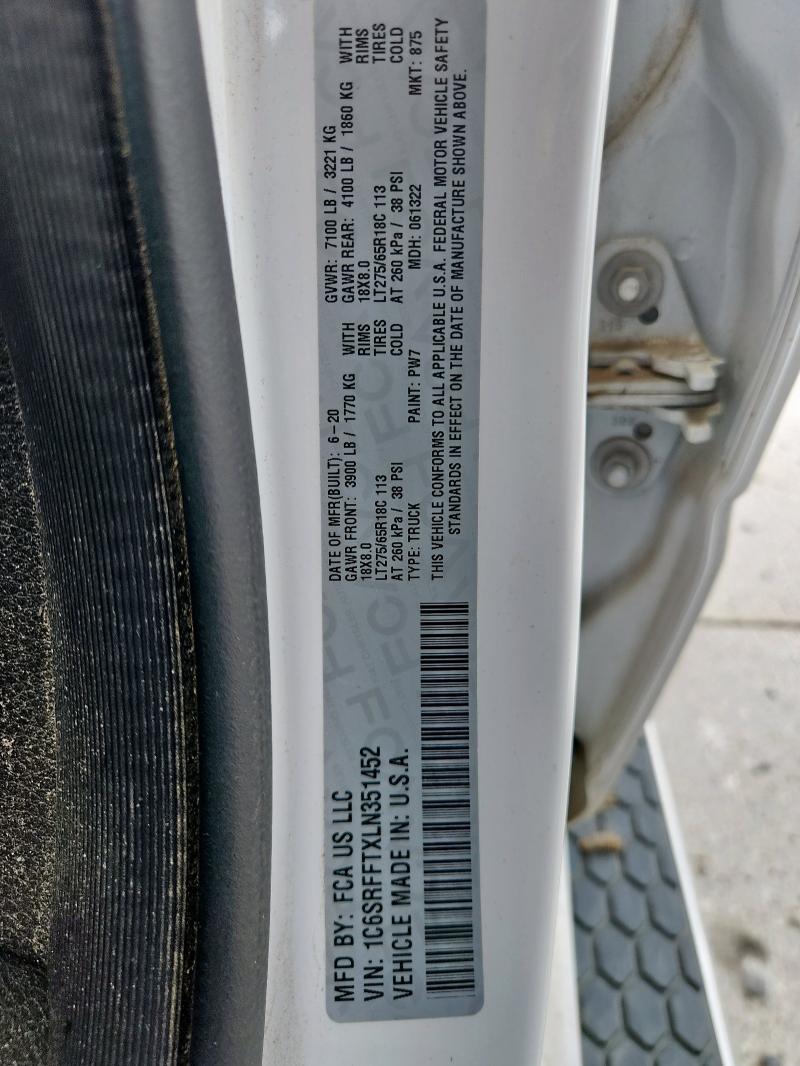 MFD BY: FCA US LLC
VIN: 1C6SRFFTXLN351452
VEHICLE MADE IN: U.S.A.
DATE OF MFR(BUILT): 6-20 GVWR: 7100 LB / 3221 KG
GAWR FRONT: 3900 LB / 1770 KG WITH GAWR REAR: 4100 LB / 1860 KG WITH
18X8.0 RIMS 18X8.0 RIMS
LT275/65R18C 113 TIRES LT275/65R18C 113 TIRES
AT 260 kPa / 38 PSI COLD AT 260 kPa / 38 PSI COLD
TYPE: TRUCK PAINT: PW7 MDH: 061322 MKT: 875
THIS VEHICLE CONFORMS TO ALL APPLICABLE U.S.A. FEDERAL MOTOR VEHICLE SAFETY
STANDARDS IN EFFECT ON THE DATE OF MANUFACTURE SHOWN ABOVE.
FCA
FCA
FCA